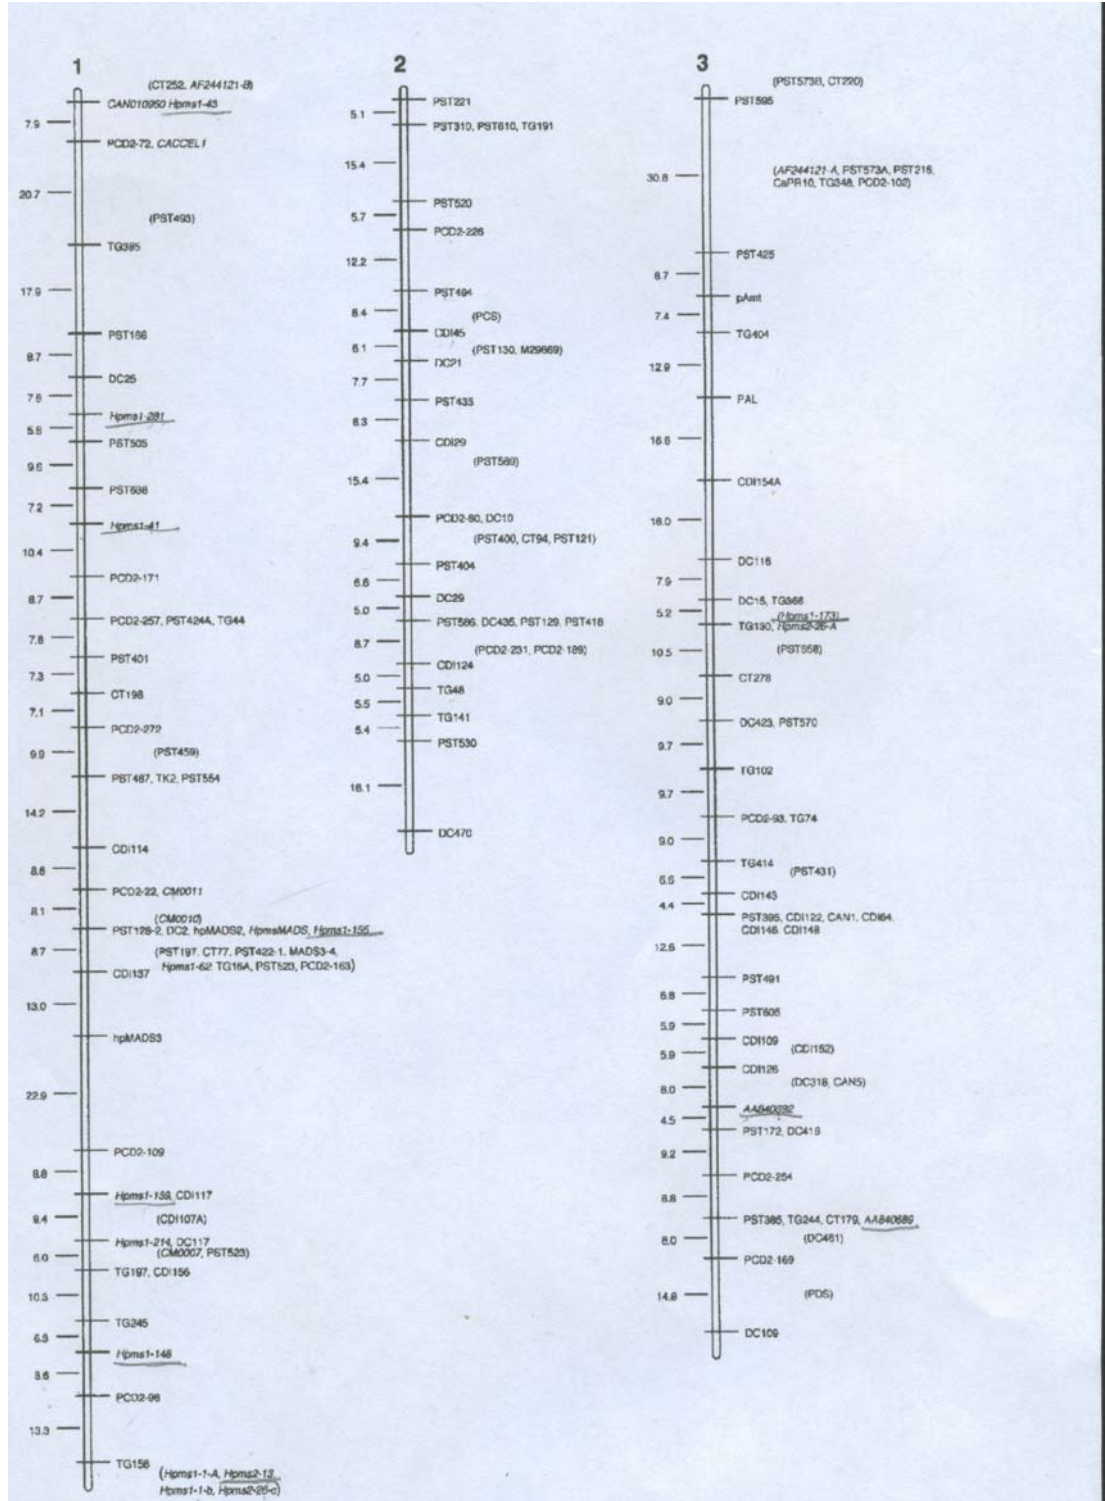 1
(CT252, AF244121-B)
CAN010950 Hpms1-43
7.9
PCD2-72, CACCEL1
20.7
(PST493)
TG385
17.9
PST166
8.7
DC25
7.6
Hpms1-281
5.8
PST505
9.6
PST636
7.2
Hpms1-41
10.4
PCD2-171
8.7
PCD2-257, PST424A, TG44
7.8
PST401
7.3
CT198
7.1
PCD2-272
9.9
(PST459)
PST487, TK2, PST554
14.2
CDI114
8.6
PCD2-22, CM0011
8.1
(CM0010)
PST128-2, DC2, hpMADS2, HpmsMADS, Hpms1-155
8.7
(PST197, CT77, PST422-1, MADS3-4,
Hpms1-62, TG16A, PST520, PCD2-163)
CDI137
13.0
hpMADS3
22.9
PCD2-109
8.8
Hpms1-139, CDI117
9.4
(CDI107A)
Hpms1-214, DC117
6.0
(CM0007, PST523)
TG197, CDI156
10.3
TG245
6.3
Hpms1-148
8.6
PCD2-98
13.3
TG158
(Hpms1-1-A, Hpms2-13,
Hpms1-1-b, Hpms2-26-c)
2
PST221
5.1
PST310, PST610, TG191
15.4
PST520
5.7
PCD2-226
12.2
PST494
8.4
(PCS)
CDI45
6.1
(PST130, M29669)
DC21
7.7
PST435
8.3
CDI29
(PST569)
15.4
PCD2-80, DC10
9.4
(PST400, CT94, PST121)
PST404
6.6
DC29
5.0
PST586, DC435, PST129, PST418
8.7
(PCD2-231, PCD2-189)
CDI124
5.0
TG48
5.5
TG141
5.4
PST530
18.1
DC470
3
(PST573B, CT220)
PST595
30.8
(AF244121-A, PST573A, PST216,
CaPR10, TG348, PCD2-102)
PST425
8.7
pAmt
7.4
TG404
12.9
PAL
16.6
CDI154A
16.0
DC116
7.9
DC15, TG366
5.2
(Hpms1-173)
TG130, Hpms2-26-A
10.5
(PST658)
CT278
9.0
DC423, PST570
9.7
TG102
9.7
PCD2-93, TG74
9.0
TG414
6.5
(PST431)
CDI143
4.4
PST395, CDI122, CAN1, CDI64,
CDI146, CDI148
12.6
PST491
6.8
PST605
5.9
CDI109
5.9
(CDI152)
CDI126
8.0
(DC318, CAN5)
AA840692
4.5
PST172, DC418
9.2
PCD2-254
8.8
PST385, TG244, CT179, AA840689
8.0
(DC461)
PCD2-169
14.8
(PDS)
DC109